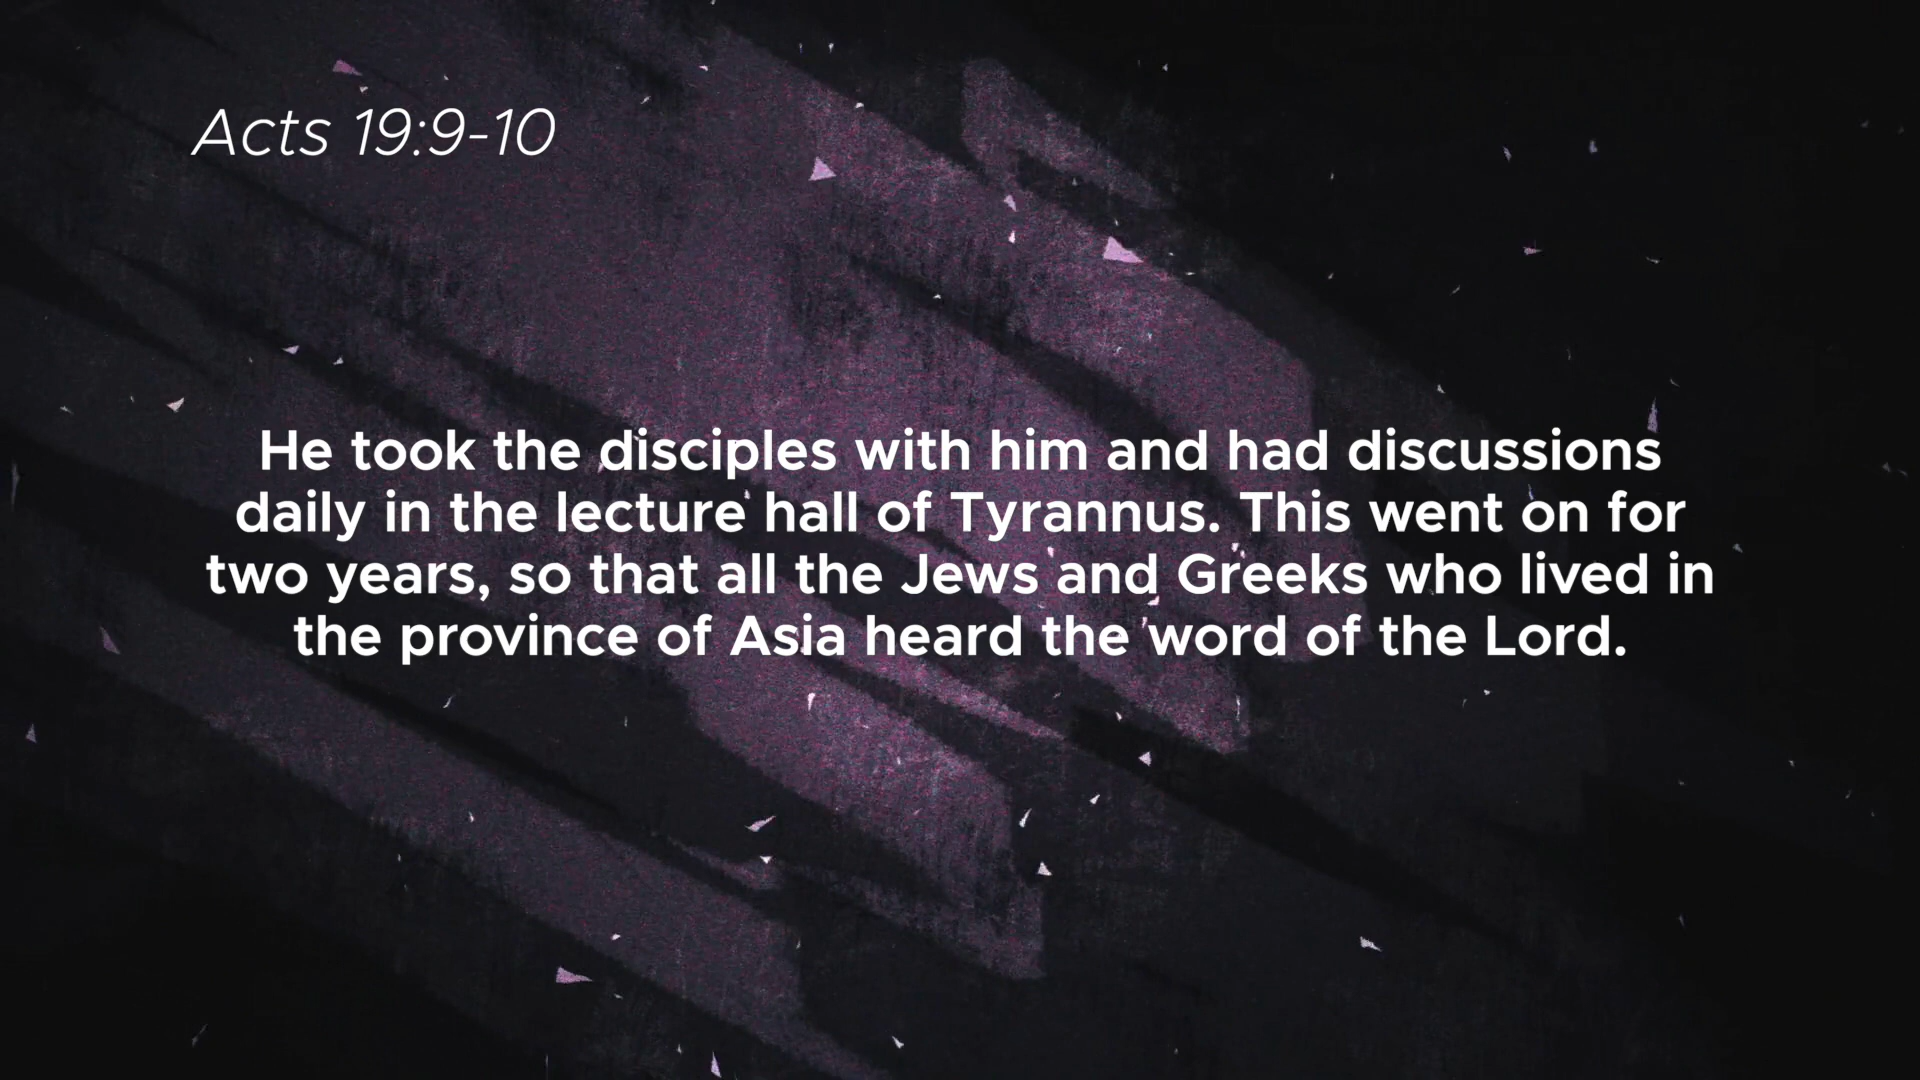 Acts 19:9-10
He took the disciples with him and had discussions
daily in the lecture hall of Tyrannus. This went on for
two years, so that all the Jews and Greeks who lived in
the province of Asia heard the word of the Lord.